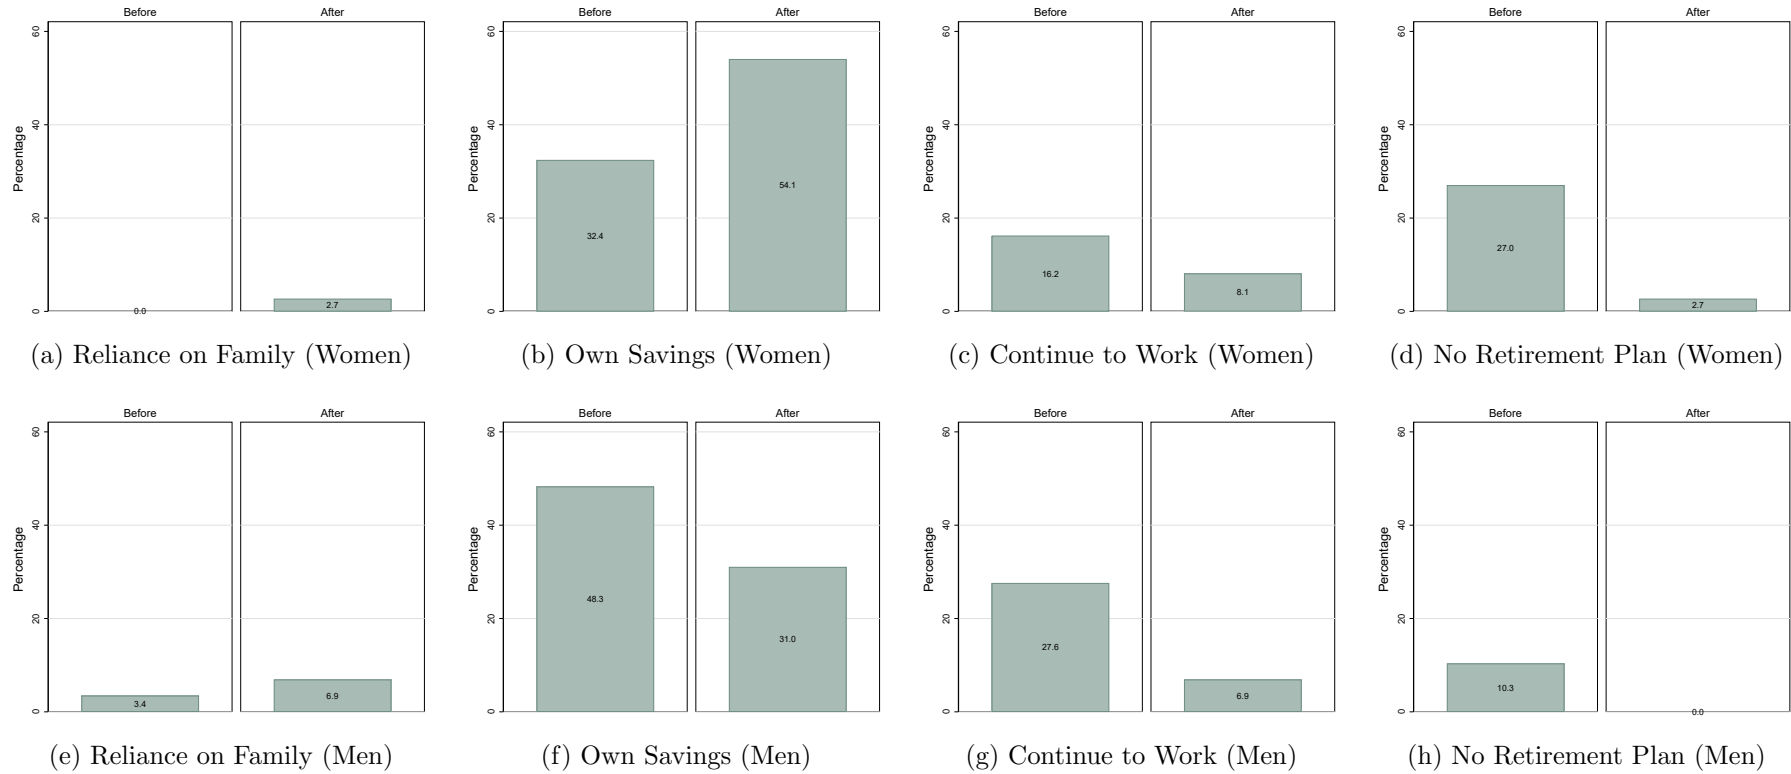 Before After
60
40
20
0
Percentage
0.0
2.7
(a) Reliance on Family (Women)
Before After
60
40
20
0
Percentage
32.4
54.1
(b) Own Savings (Women)
Before After
60
40
20
0
Percentage
16.2
8.1
(c) Continue to Work (Women)
Before After
60
40
20
0
Percentage
27.0
2.7
(d) No Retirement Plan (Women)
Before After
60
40
20
0
Percentage
3.4
6.9
(e) Reliance on Family (Men)
Before After
60
40
20
0
Percentage
48.3
31.0
(f) Own Savings (Men)
Before After
60
40
20
0
Percentage
27.6
6.9
(g) Continue to Work (Men)
Before After
60
40
20
0
Percentage
10.3
0.0
(h) No Retirement Plan (Men)